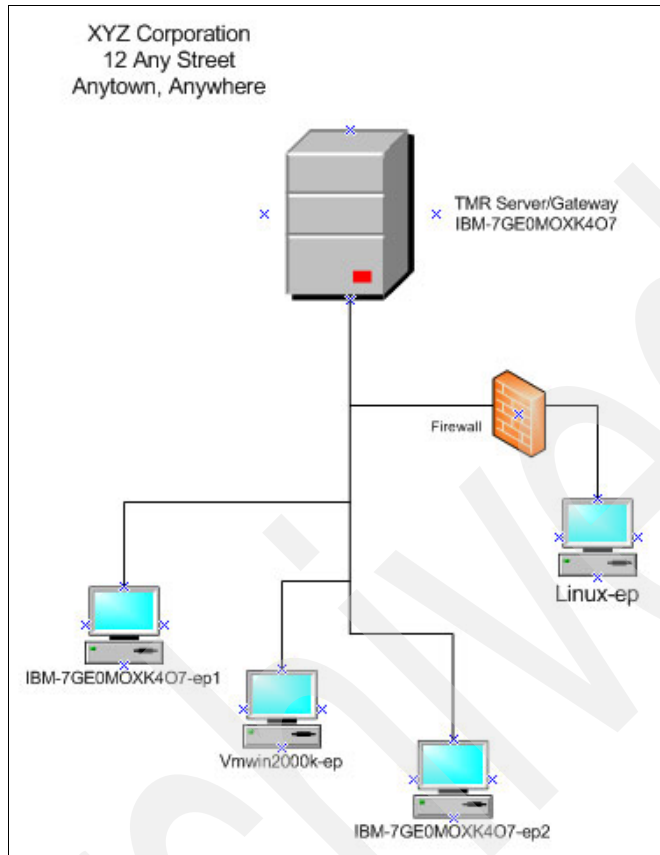 XYZ Corporation
12 Any Street
Anytown, Anywhere
TMR Server/Gateway
IBM-7GE0MOXK4O7
Firewall
Linux-ep
IBM-7GE0MOXK4O7-ep1
Vmwin2000k-ep
IBM-7GE0MOXK4O7-ep2